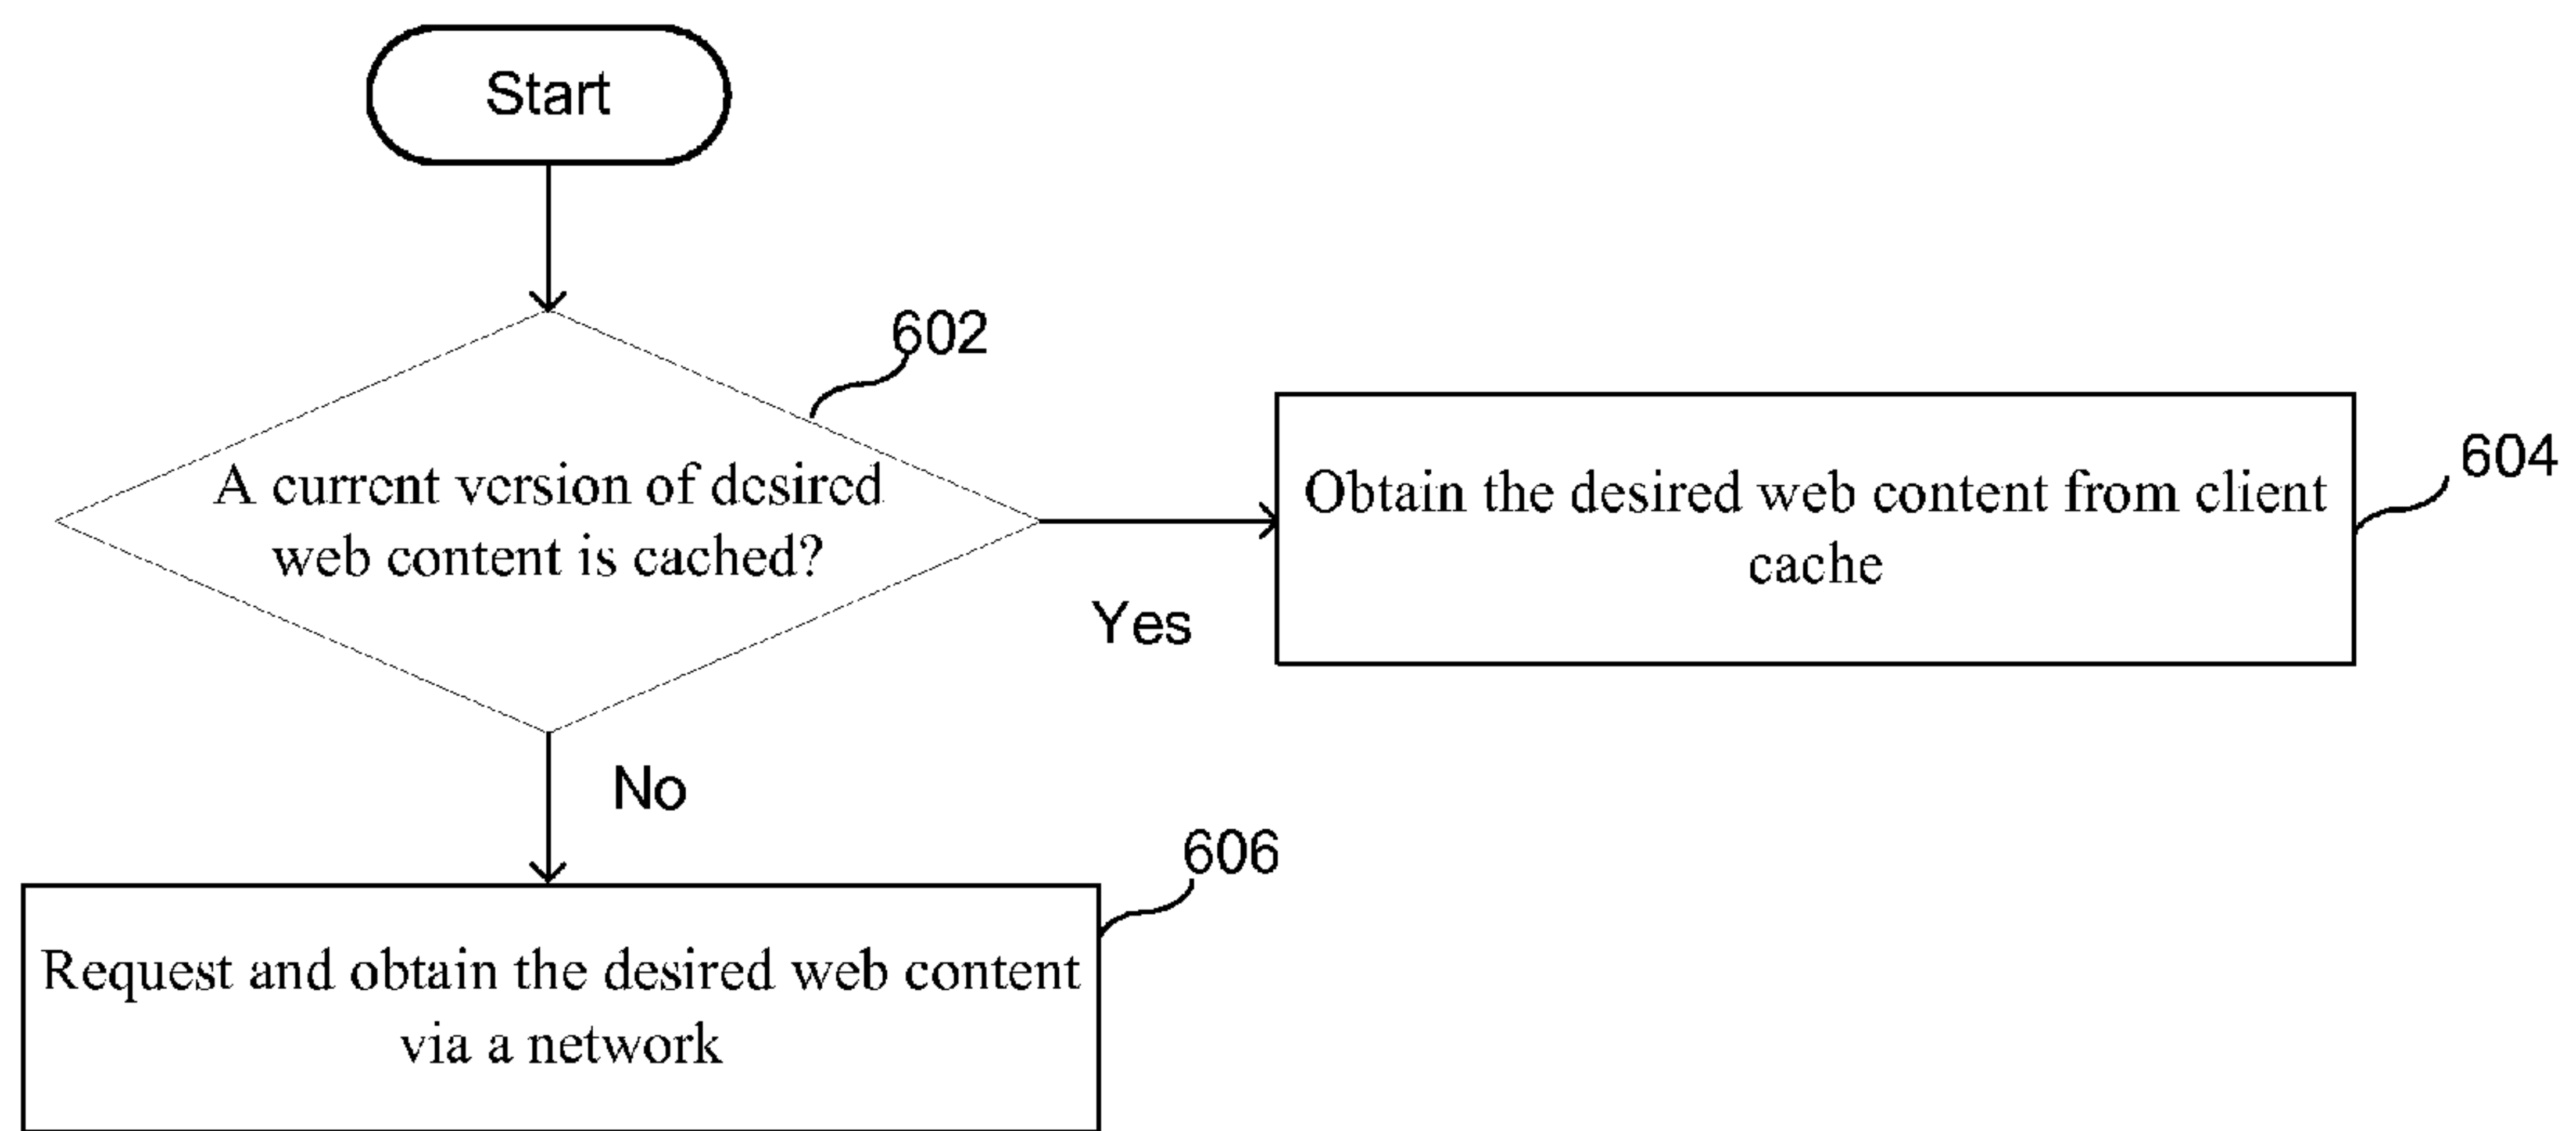 Start
602
A current version of desired
web content is cached?
Yes
Obtain the desired web content from client
cache
604
No
606
Request and obtain the desired web content
via a network